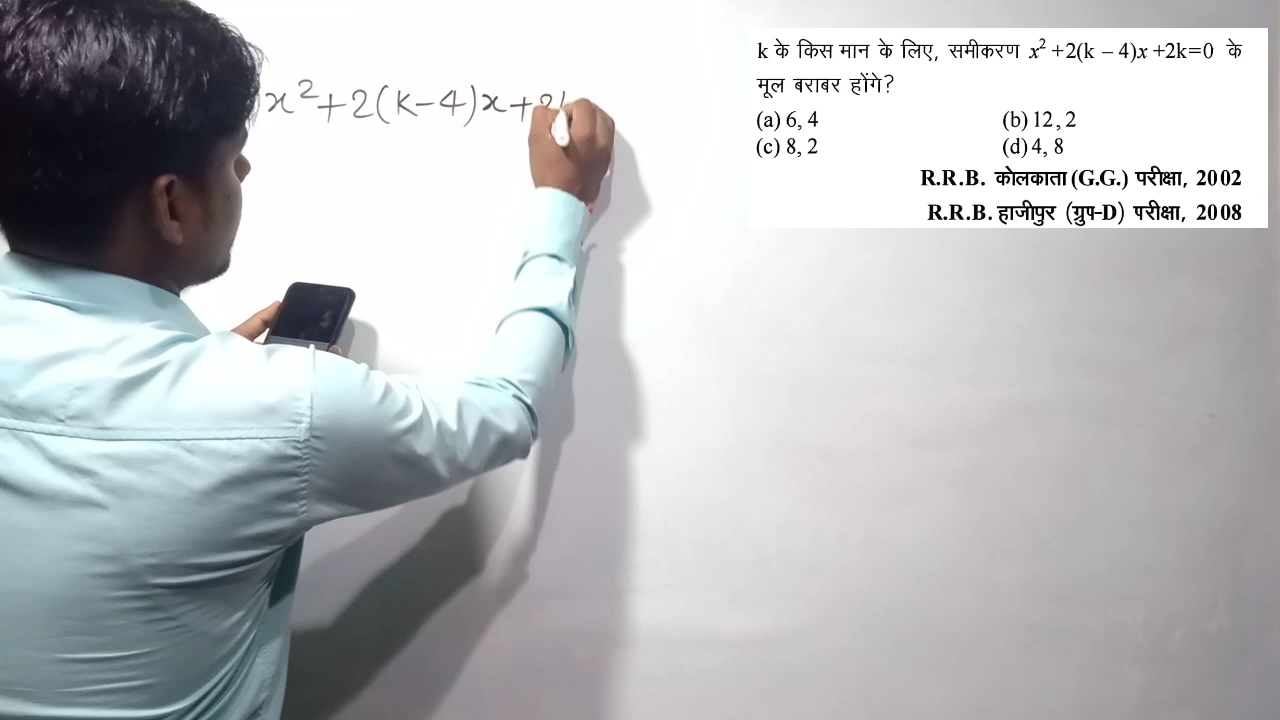 x² + 2(k-4)x + 2
k के किस मान के लिए, समीकरण x² +2(k – 4)x +2k=0 के
मूल बराबर होंगे?
(a) 6, 4 (b) 12, 2
(c) 8, 2 (d) 4, 8
R.R.B. कोलकाता (G.G.) परीक्षा, 2002
R.R.B. हाजीपुर (ग्रुप-D) परीक्षा, 2008